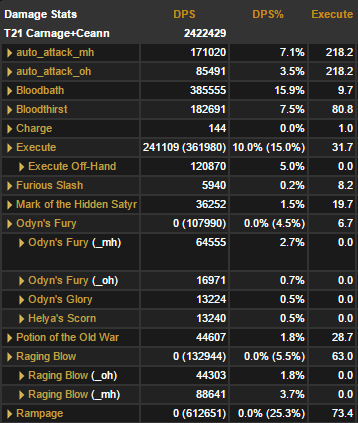 Damage Stats DPS DPS% Execute
T21 Carnage+Ceann 2422429
auto_attack_mh 171020 7.1% 218.2
auto_attack_oh 85491 3.5% 218.2
Bloodbath 385555 15.9% 9.7
Bloodthirst 182691 7.5% 80.8
Charge 144 0.0% 1.0
Execute 241109 (361980) 10.0% (15.0%) 31.7
Execute Off-Hand 120870 5.0% 0.0
Furious Slash 5940 0.2% 8.2
Mark of the Hidden Satyr 36252 1.5% 19.7
Odyn's Fury 0 (107990) 0.0% (4.5%) 6.7
Odyn's Fury (_mh) 64555 2.7% 0.0
Odyn's Fury (_oh) 16971 0.7% 0.0
Odyn's Glory 13224 0.5% 0.0
Helya's Scorn 13240 0.5% 0.0
Potion of the Old War 44607 1.8% 28.7
Raging Blow 0 (132944) 0.0% (5.5%) 63.0
Raging Blow (_oh) 44303 1.8% 0.0
Raging Blow (_mh) 88641 3.7% 0.0
Rampage 0 (612651) 0.0% (25.3%) 73.4